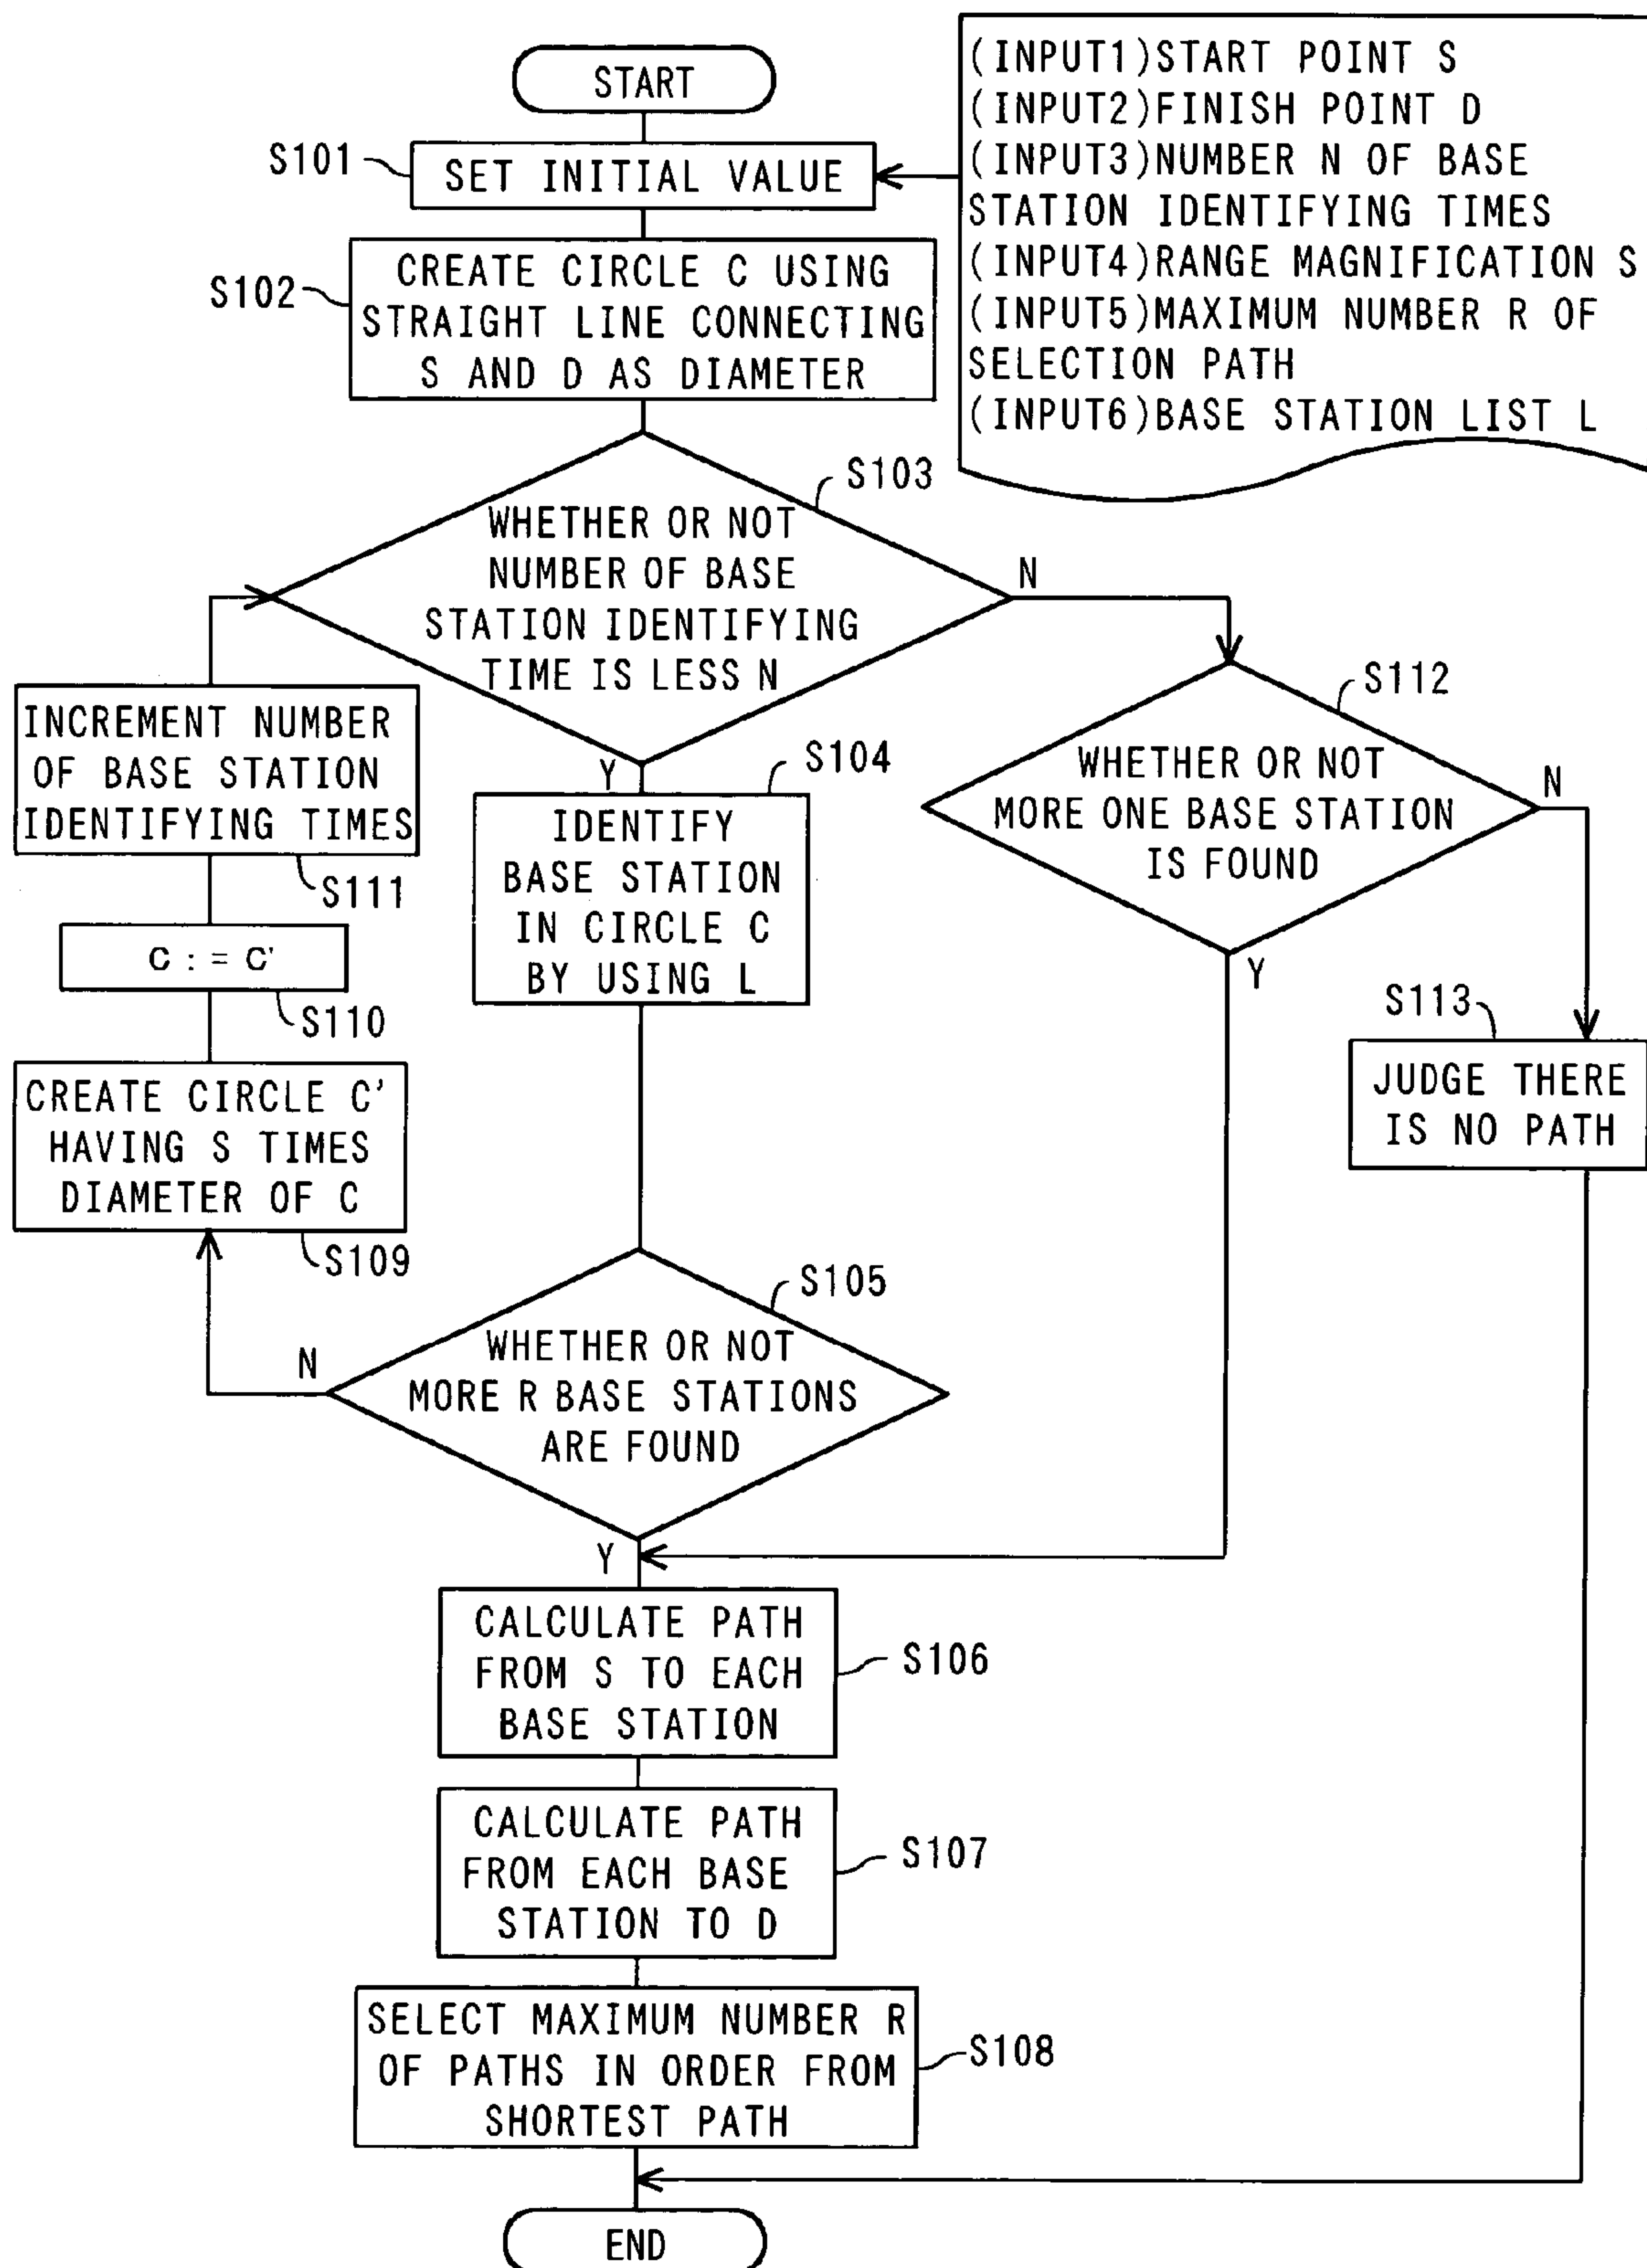 START
S101
SET INITIAL VALUE
(INPUT1)START POINT S
(INPUT2)FINISH POINT D
(INPUT3)NUMBER N OF BASE
STATION IDENTIFYING TIMES
(INPUT4)RANGE MAGNIFICATION S
(INPUT5)MAXIMUM NUMBER R OF
SELECTION PATH
(INPUT6)BASE STATION LIST L
S102
CREATE CIRCLE C USING
STRAIGHT LINE CONNECTING
S AND D AS DIAMETER
S103
WHETHER OR NOT
NUMBER OF BASE
STATION IDENTIFYING
TIME IS LESS N
N
Y
S104
IDENTIFY
BASE STATION
IN CIRCLE C
BY USING L
S112
WHETHER OR NOT
MORE ONE BASE STATION
IS FOUND
N
Y
S113
JUDGE THERE
IS NO PATH
INCREMENT NUMBER
OF BASE STATION
IDENTIFYING TIMES
S111
C : = C'
S110
CREATE CIRCLE C'
HAVING S TIMES
DIAMETER OF C
S109
S105
WHETHER OR NOT
MORE R BASE STATIONS
ARE FOUND
N
Y
CALCULATE PATH
FROM S TO EACH
BASE STATION
S106
CALCULATE PATH
FROM EACH BASE
STATION TO D
S107
SELECT MAXIMUM NUMBER R
OF PATHS IN ORDER FROM
SHORTEST PATH
S108
END